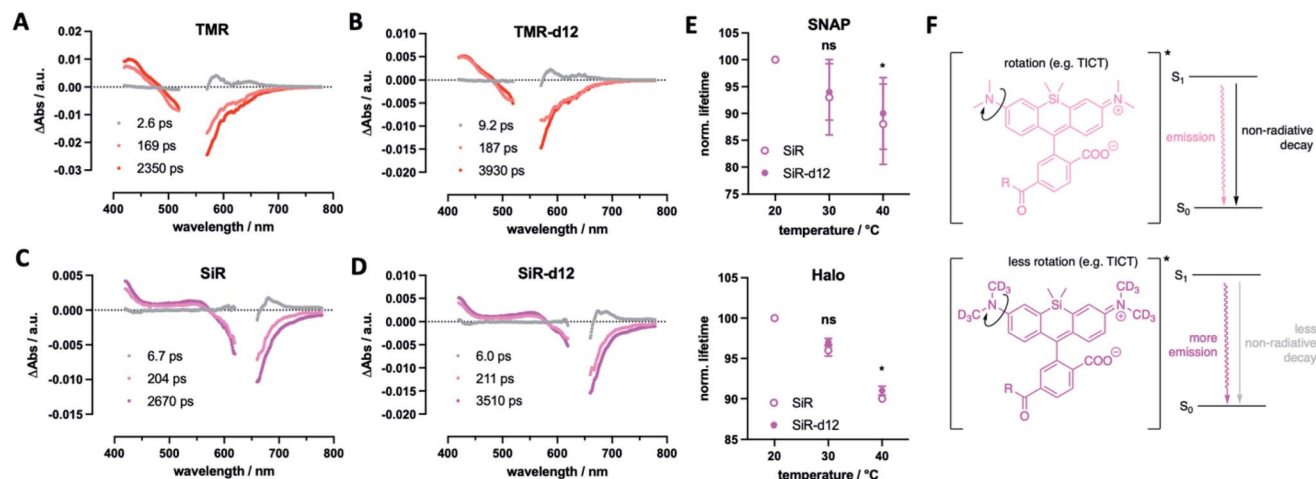 A
TMR
0.02
0.01
0.00
-0.01
-0.02
-0.03
ΔAbs / a.u.
2.6 ps
169 ps
2350 ps
400 500 600 700 800
wavelength / nm
B
TMR-d12
0.010
0.005
0.000
-0.005
-0.010
-0.015
-0.020
ΔAbs / a.u.
9.2 ps
187 ps
3930 ps
400 500 600 700 800
wavelength / nm
C
SiR
0.005
0.000
-0.005
-0.010
-0.015
ΔAbs / a.u.
6.7 ps
204 ps
2670 ps
400 500 600 700 800
wavelength / nm
D
SiR-d12
0.010
0.005
0.000
-0.005
-0.010
-0.015
-0.020
ΔAbs / a.u.
6.0 ps
211 ps
3510 ps
400 500 600 700 800
wavelength / nm
E
SNAP
105
100
95
90
85
80
75
norm. lifetime
ns
*
SiR
SiR-d12
20 30 40
temperature / °C
Halo
105
100
95
90
85
norm. lifetime
ns
*
SiR
SiR-d12
20 30 40
temperature / °C
F
rotation (e.g. TICT)
*
N
Si
N
⊕
COO⊖
R
O
S1
emission
non-radiative
decay
S0
less rotation (e.g. TICT)
*
CD3
D3C
N
Si
CD3
N
CD3
⊕
COO⊖
R
O
S1
more
emission
less
non-radiative
decay
S0